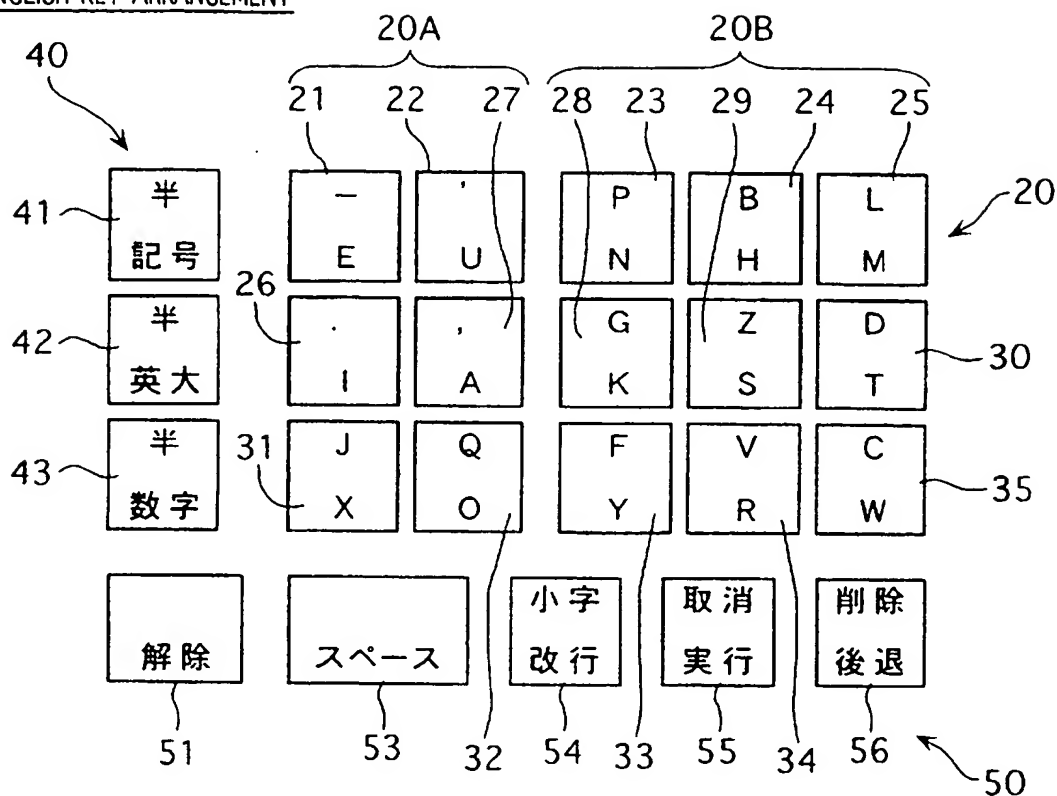 NGLISH KEY ARRANGEMENT
20A 20B
40
21 22 27 28 23 29 24 25
20
41 半 記号
— E
' U
P N
B H
L M
26
42 半 英大
. I
, A
G K
Z S
D T
30
43 半 数字
31
J X
Q O
F Y
V R
C W
35
解除
スペース
小字 改行
取消 実行
削除 後退
51 53 32 54 33 55 34 56
50